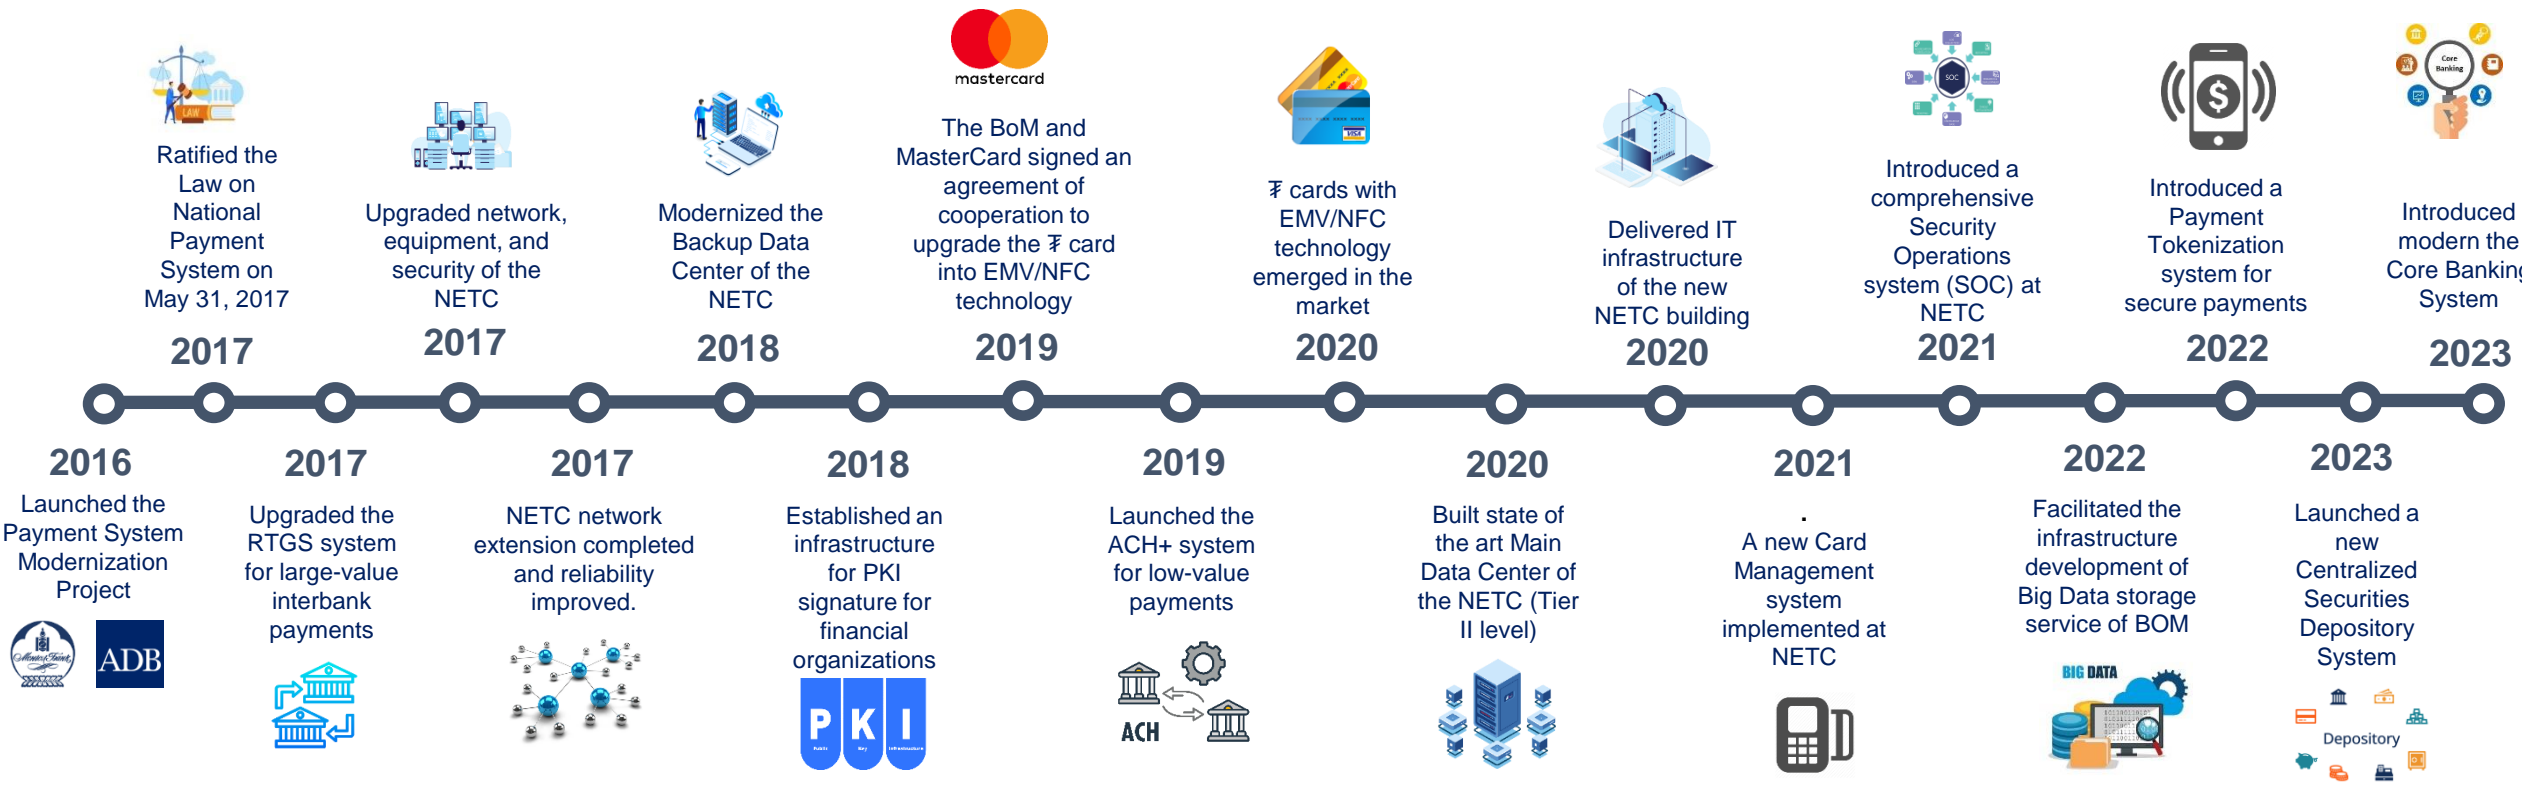 mastercard
Core
Banking
SOC
LAW
VISA
Ratified the
Law on
National
Payment
System on
May 31, 2017
2017
Upgraded network,
equipment, and
security of the
NETC
2017
Modernized the
Backup Data
Center of the
NETC
2018
The BoM and
MasterCard signed an
agreement of
cooperation to
upgrade the ₮ card
into EMV/NFC
technology
2019
₮ cards with
EMV/NFC
technology
emerged in the
market
2020
Delivered IT
infrastructure
of the new
NETC building
2020
Introduced a
comprehensive
Security
Operations
system (SOC) at
NETC
2021
Introduced a
Payment
Tokenization
system for
secure payments
2022
Introduced
modern the
Core Banking
System
2023
2016
Launched the
Payment System
Modernization
Project
ADB
2017
Upgraded the
RTGS system
for large-value
interbank
payments
2017
NETC network
extension completed
and reliability
improved.
2018
Established an
infrastructure
for PKI
signature for
financial
organizations
PKI
Public Key Infrastructure
2019
Launched the
ACH+ system
for low-value
payments
ACH
2020
Built state of
the art Main
Data Center of
the NETC (Tier
II level)
2021
.
A new Card
Management
system
implemented at
NETC
2022
Facilitated the
infrastructure
development of
Big Data storage
service of BOM
BIG DATA
2023
Launched a
new
Centralized
Securities
Depository
System
Depository